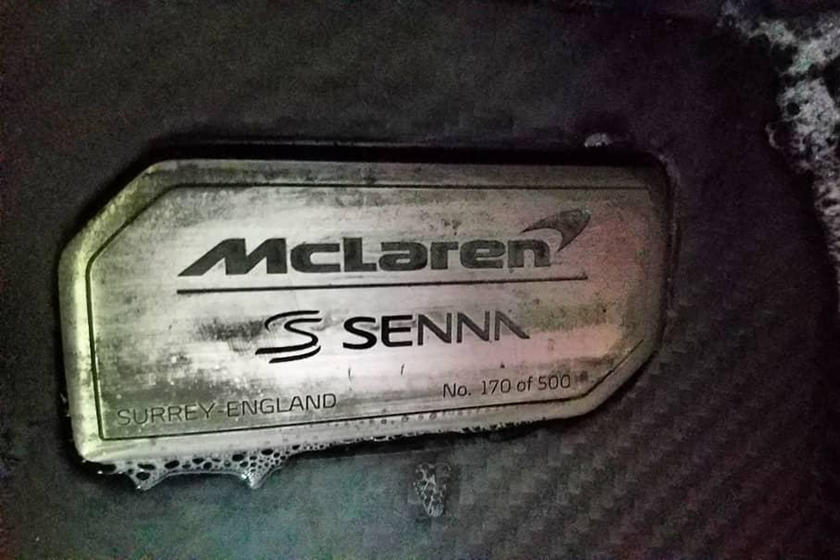 McLaren
S SENNA
SURREY-ENGLAND
No. 170 of 500